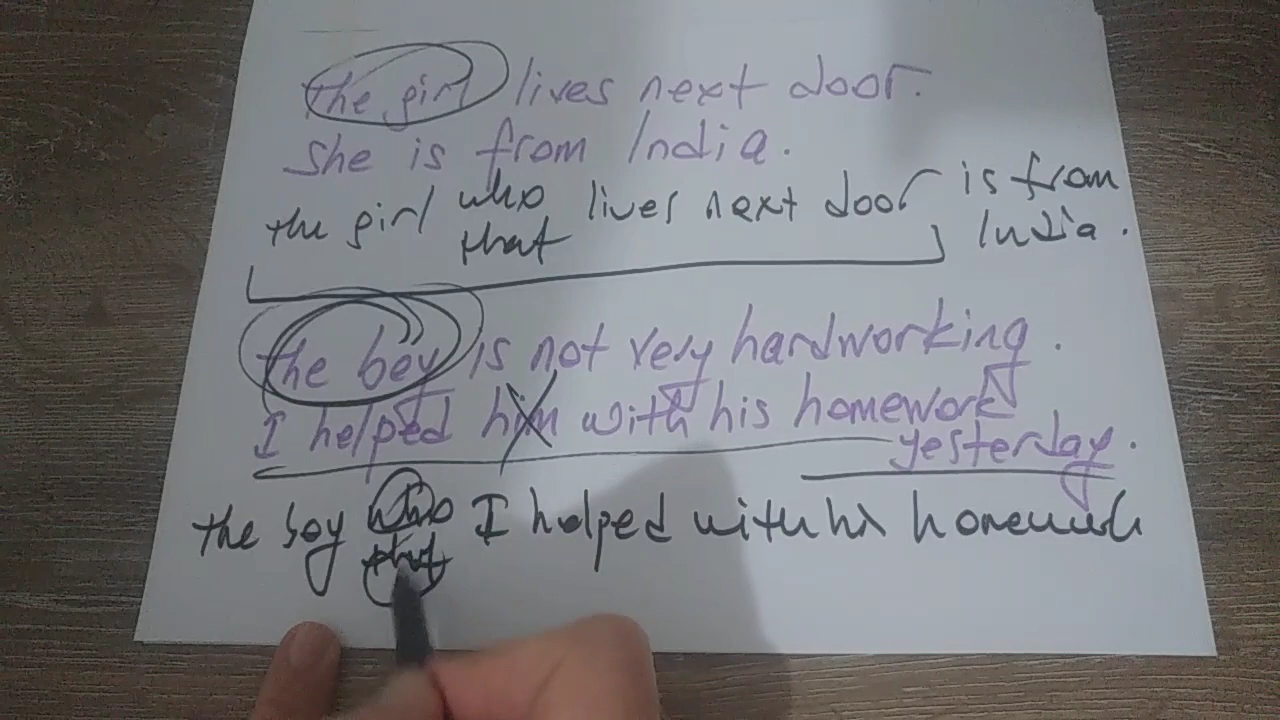 the girl lives next door.
She is from India.
the girl who lives next door is from
that India.
the boy is not very hardworking.
I helped him with his homework
yesterday.
the boy who I helped with his homework
that